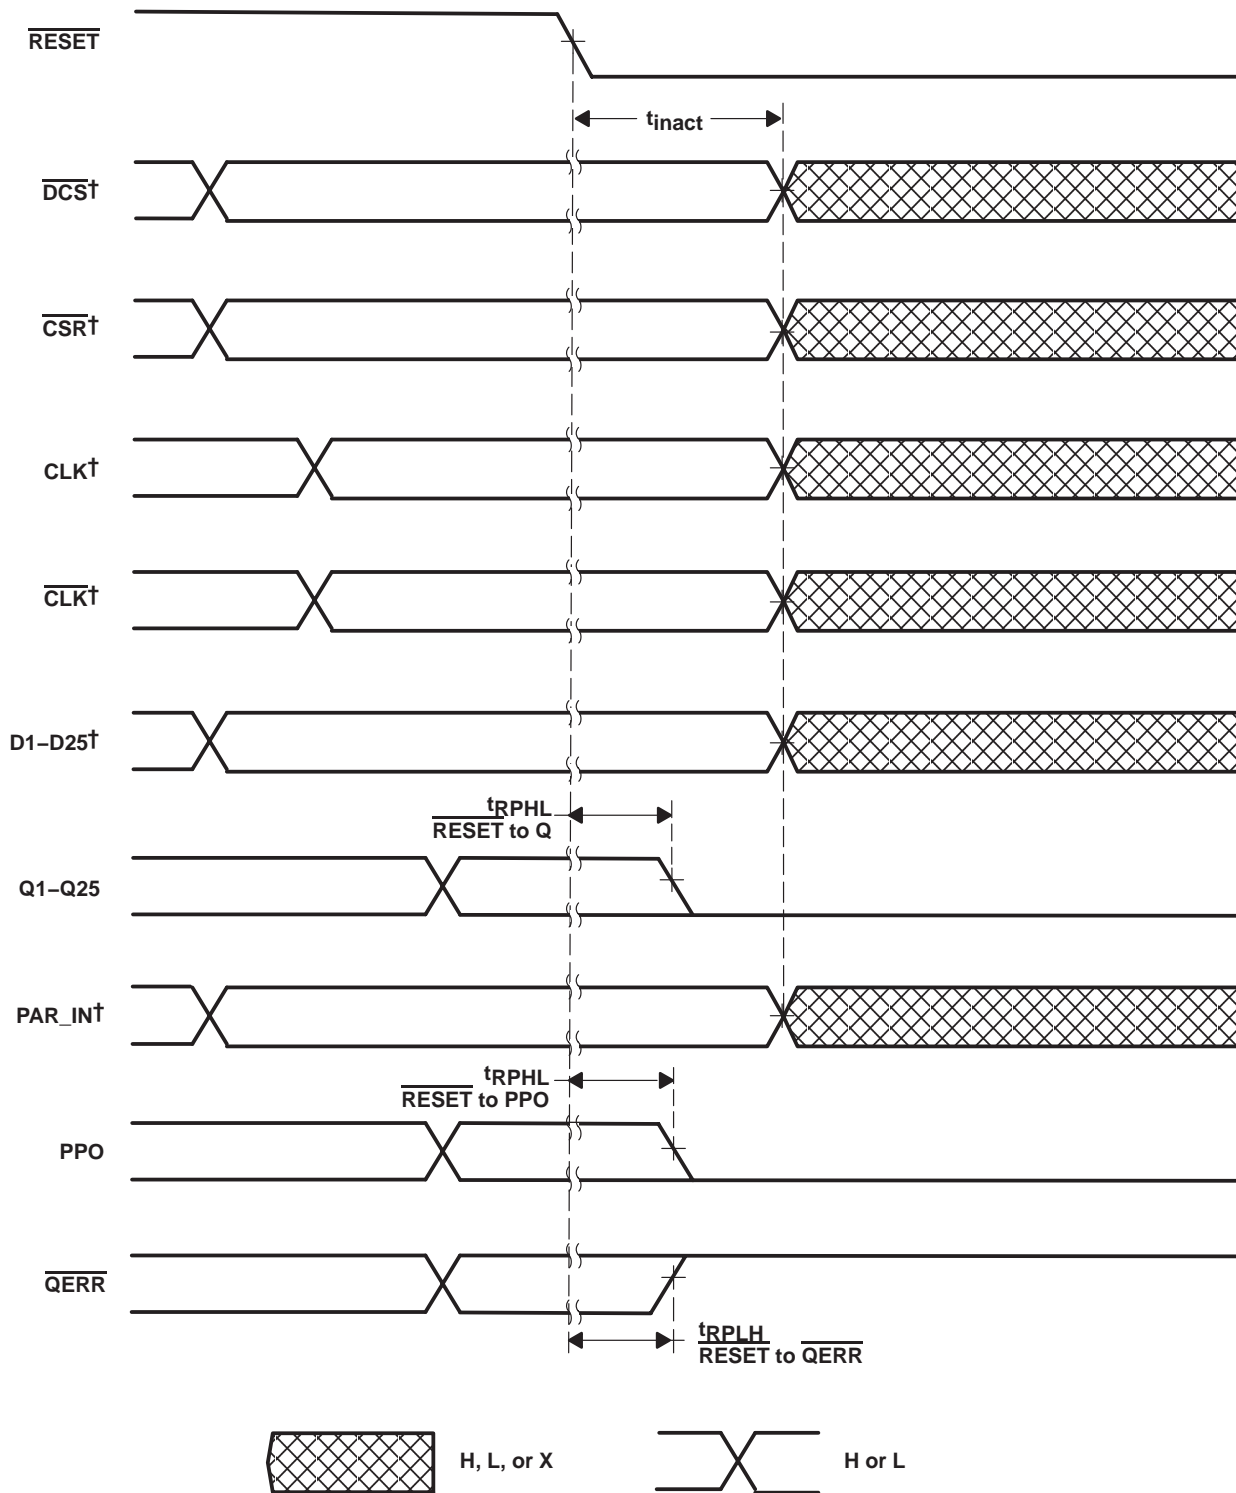 RESET
tinact
DCS†
CSR†
CLK†
CLK†
D1–D25†
tRPHL
RESET to Q
Q1–Q25
PAR_IN†
tRPHL
RESET to PPO
PPO
QERR
tRPLH
RESET to QERR
H, L, or X
H or L